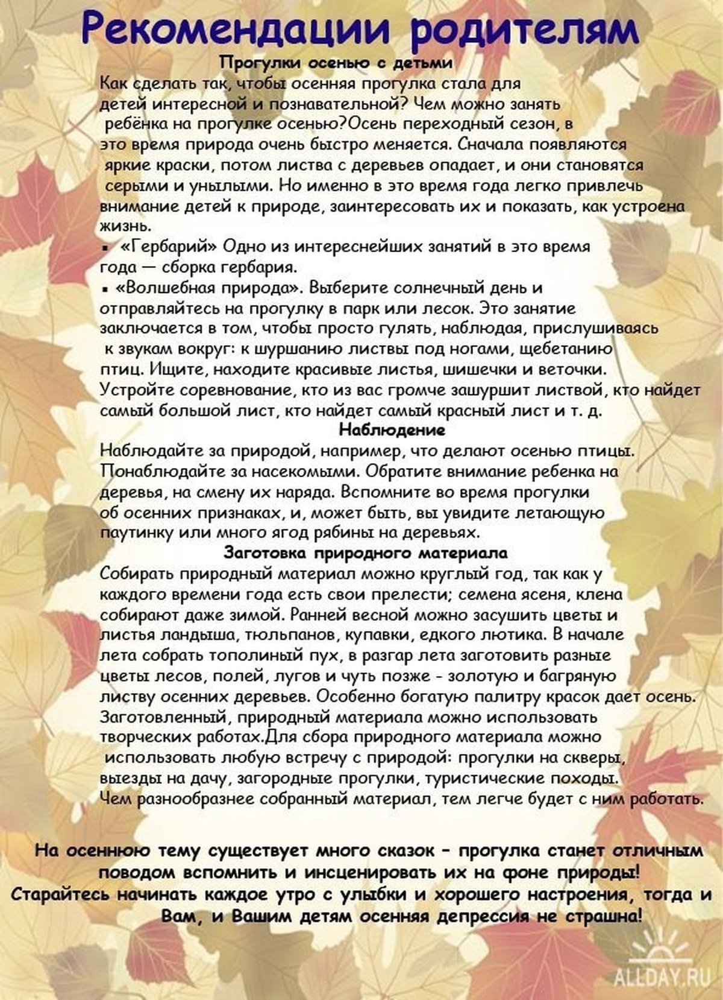 Рекомендации родителям
Прогулки осенью с детьми
Как сделать так, чтобы осенняя прогулка стала для
детей интересной и познавательной? Чем можно занять
ребёнка на прогулке осенью?Осень переходный сезон, в
это время природа очень быстро меняется. Сначала появляются
яркие краски, потом листва с деревьев опадает, и они становятся
серыми и унылыми. Но именно в это время года легко привлечь
внимание детей к природе, заинтересовать их и показать, как устроена
жизнь.
▪ «Гербарий» Одно из интереснейших занятий в это время
года — сборка гербария.
▪ «Волшебная природа». Выберите солнечный день и
отправляйтесь на прогулку в парк или лесок. Это занятие
заключается в том, чтобы просто гулять, наблюдая, прислушиваясь
к звукам вокруг: к шуршанию листвы под ногами, щебетанию
птиц. Ищите, находите красивые листья, шишечки и веточки.
Устройте соревнование, кто из вас громче зашуршит листвой, кто найдет
самый большой лист, кто найдет самый красный лист и т. д.
Наблюдение
Наблюдайте за природой, например, что делают осенью птицы.
Понаблюдайте за насекомыми. Обратите внимание ребенка на
деревья, на смену их наряда. Вспомните во время прогулки
об осенних признаках, и, может быть, вы увидите летающую
паутинку или много ягод рябины на деревьях.
Заготовка природного материала
Собирать природный материал можно круглый год, так как у
каждого времени года есть свои прелести; семена ясеня, клена
собирают даже зимой. Ранней весной можно засушить цветы и
листья ландыша, тюльпанов, купавки, едкого лютика. В начале
лета собрать тополиный пух, в разгар лета заготовить разные
цветы лесов, полей, лугов и чуть позже - золотую и багряную
листву осенних деревьев. Особенно богатую палитру красок дает осень.
Заготовленный, природный материала можно использовать
творческих работах.Для сбора природного материала можно
использовать любую встречу с природой: прогулки на скверы,
выезды на дачу, загородные прогулки, туристические походы.
Чем разнообразнее собранный материал, тем легче будет с ним работать.
На осеннюю тему существует много сказок – прогулка станет отличным
поводом вспомнить и инсценировать их на фоне природы!
Старайтесь начинать каждое утро с улыбки и хорошего настроения, тогда и
Вам, и Вашим детям осенняя депрессия не страшна!
ALLDAY.RU